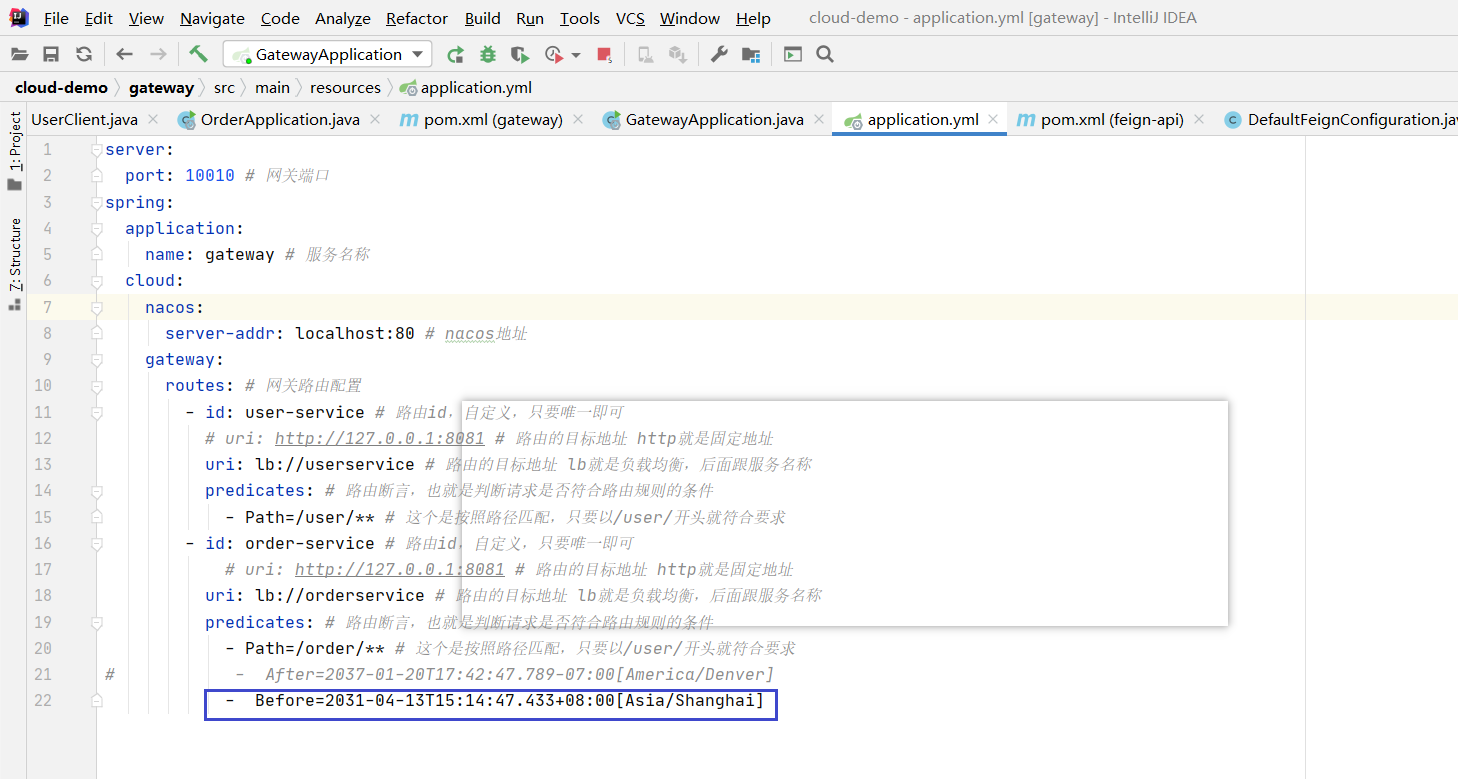 File Edit View Navigate Code Analyze Refactor Build Run Tools VCS Window Help cloud-demo - application.yml [gateway] - IntelliJ IDEA
GatewayApplication
cloud-demo gateway src main resources application.yml
UserClient.java OrderApplication.java pom.xml (gateway) GatewayApplication.java application.yml pom.xml (feign-api) DefaultFeignConfiguration.jav
1: Project
7: Structure
1 server:
2 port: 10010 # 网关端口
3 spring:
4 application:
5 name: gateway # 服务名称
6 cloud:
7 nacos:
8 server-addr: localhost:80 # nacos地址
9 gateway:
10 routes: # 网关路由配置
11 - id: user-service # 路由id，自定义，只要唯一即可
12 # uri: http://127.0.0.1:8081 # 路由的目标地址 http就是固定地址
13 uri: lb://userservice # 路由的目标地址 lb就是负载均衡，后面跟服务名称
14 predicates: # 路由断言，也就是判断请求是否符合路由规则的条件
15 - Path=/user/** # 这个是按照路径匹配，只要以/user/开头就符合要求
16 - id: order-service # 路由id，自定义，只要唯一即可
17 # uri: http://127.0.0.1:8081 # 路由的目标地址 http就是固定地址
18 uri: lb://orderservice # 路由的目标地址 lb就是负载均衡，后面跟服务名称
19 predicates: # 路由断言，也就是判断请求是否符合路由规则的条件
20 - Path=/order/** # 这个是按照路径匹配，只要以/user/开头就符合要求
21 # - After=2037-01-20T17:42:47.789-07:00[America/Denver]
22 - Before=2031-04-13T15:14:47.433+08:00[Asia/Shanghai]